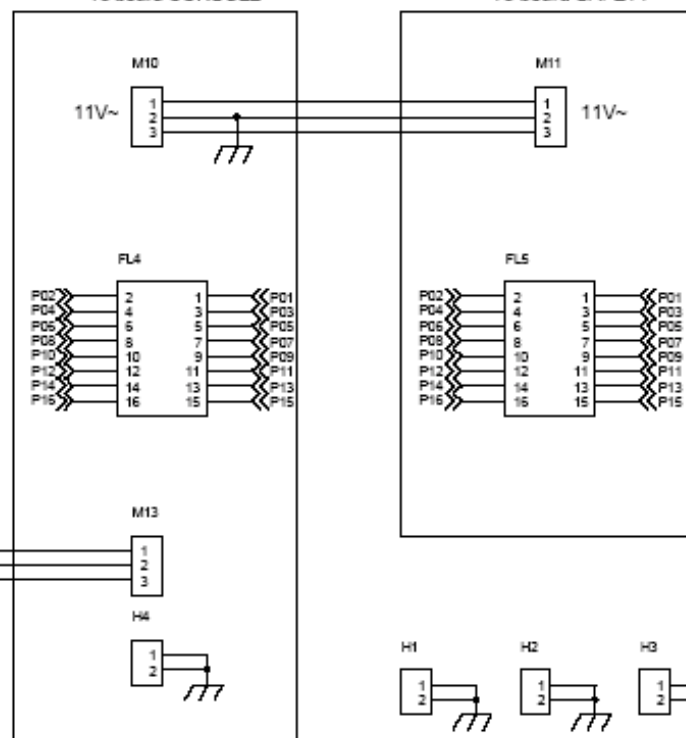 M10
M11
11V~
1
2
3
1
2
3
11V~
FL4
FL5
P02 2 1 P01
P04 4 3 P03
P06 6 5 P05
P08 8 7 P07
P10 10 9 P09
P12 12 11 P11
P14 14 13 P13
P16 16 15 P15
P02 2 1 P01
P04 4 3 P03
P06 6 5 P05
P08 8 7 P07
P10 10 9 P09
P12 12 11 P11
P14 14 13 P13
P16 16 15 P15
M13
1
2
3
H4
1
2
H1
1
2
H2
1
2
H3
1
2